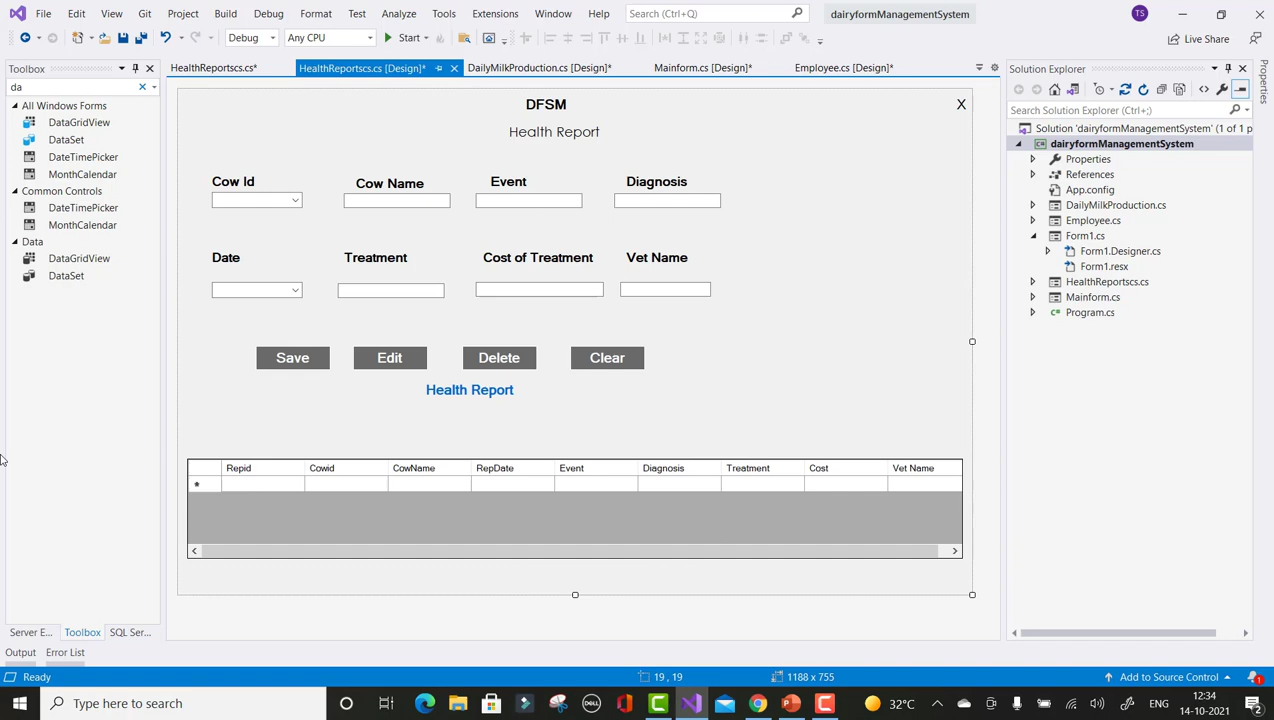 File Edit View Git Project Build Debug Format Test Analyze Tools Extensions Window Help Search (Ctrl+Q) dairyformManagementSystem TS
Debug Any CPU Start Live Share
Toolbox HealthReportscs.cs* HealthReportscs.cs [Design]* DailyMilkProduction.cs [Design]* Mainform.cs [Design]* Employee.cs [Design]* Solution Explorer Properties
da
Search Solution Explorer (Ctrl+;)
All Windows Forms
DataGridView
DataSet
DateTimePicker
MonthCalendar
Common Controls
DateTimePicker
MonthCalendar
Data
DataGridView
DataSet
DFSM X
Health Report
Cow Id Cow Name Event Diagnosis
Date Treatment Cost of Treatment Vet Name
Save Edit Delete Clear
Health Report
Repid Cowid CowName RepDate Event Diagnosis Treatment Cost Vet Name
Solution 'dairyformManagementSystem' (1 of 1 p
dairyformManagementSystem
Properties
References
App.config
DailyMilkProduction.cs
Employee.cs
Form1.cs
Form1.Designer.cs
Form1.resx
HealthReportscs.cs
Mainform.cs
Program.cs
Server E... Toolbox SQL Ser...
Output Error List
Ready 19 , 19 1188 x 755 Add to Source Control 1
Type here to search DELL 32°C ENG 12:34
14-10-2021 2